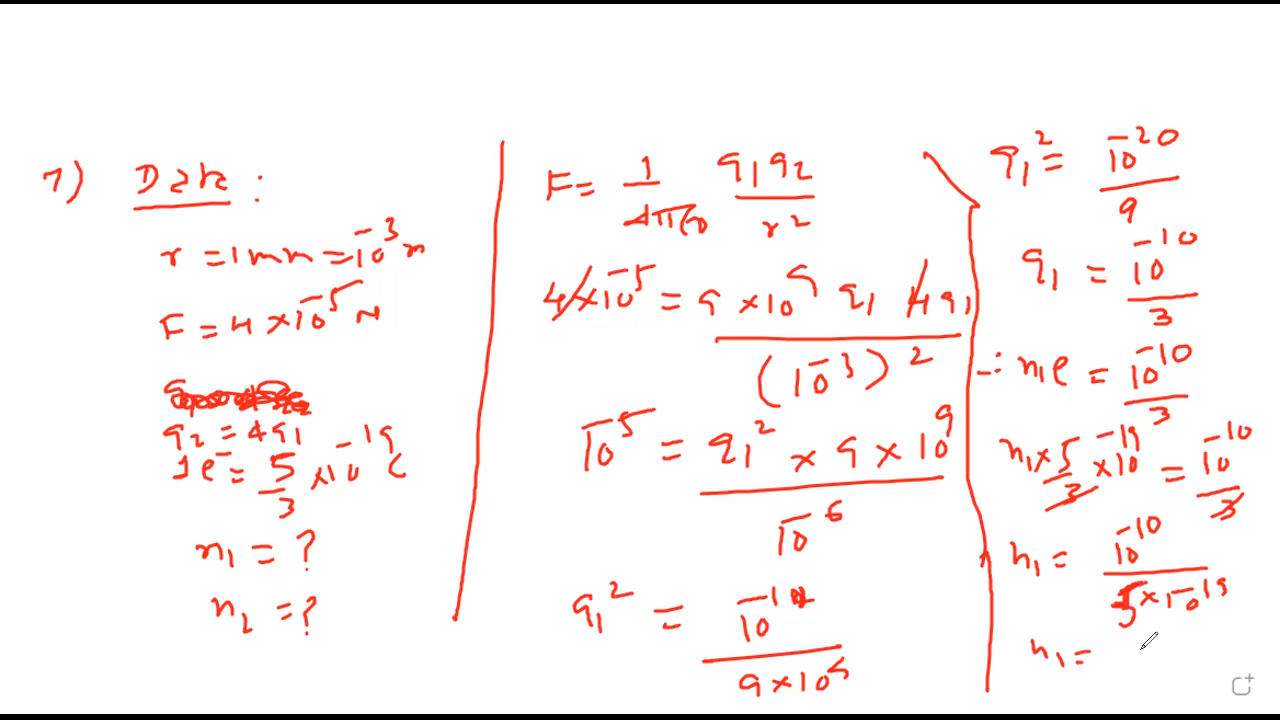 7) Data :
r = 1mm = 10⁻³ m
F = 4 × 10⁻⁵ N
q₂ = 4q₁
1e⁻ = 5/3 × 10⁻¹⁹ C
n₁ = ?
n₂ = ?
F = 1/4πε₀ q₁q₂/r²
4 × 10⁻⁵ = 9 × 10⁹ q₁ 4q₁ / (10⁻³)²
10⁻⁵ = q₁² × 9 × 10⁹ / 10⁻⁶
q₁² = 10⁻¹¹ / 9 × 10⁹
q₁² = 10⁻²⁰ / 9
q₁ = 10⁻¹⁰ / 3
∴ n₁e = 10⁻¹⁰ / 3
n₁ × 5/3 × 10⁻¹⁹ = 10⁻¹⁰ / 3
n₁ = 10⁻¹⁰ / 5 × 10⁻¹⁹
n₁ =